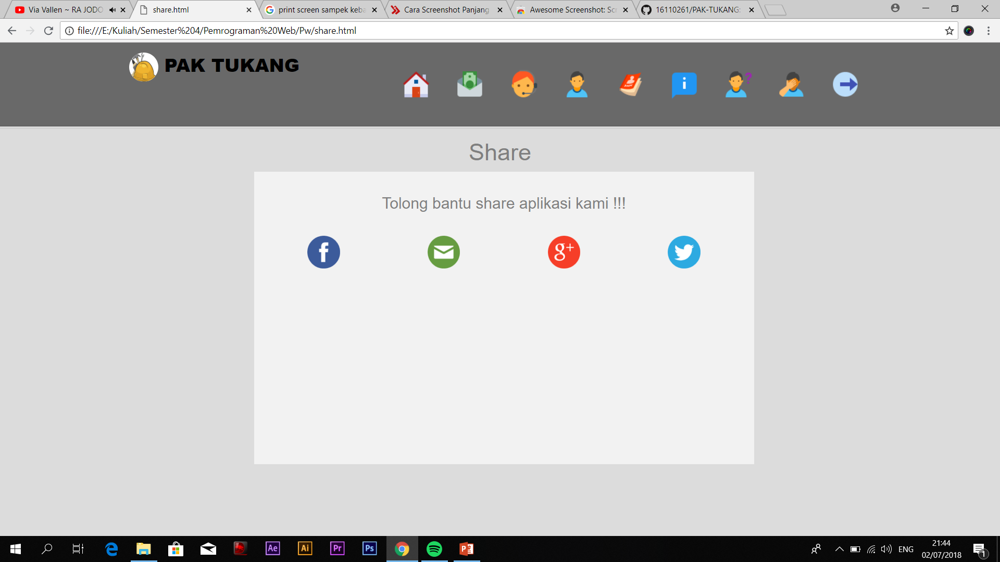 Via Vallen ~ RA JODO
share.html
print screen sampek keba
Cara Screenshot Panjang
Awesome Screenshot: Scr
16110261/PAK-TUKANG:
file:///E:/Kuliah/Semester%204/Pemrograman%20Web/Pw/share.html
PAK TUKANG
i
?
Share
Tolong bantu share aplikasi kami !!!
f
g+
Ae
Ai
Pr
Ps
P
ENG
21:44
02/07/2018
1